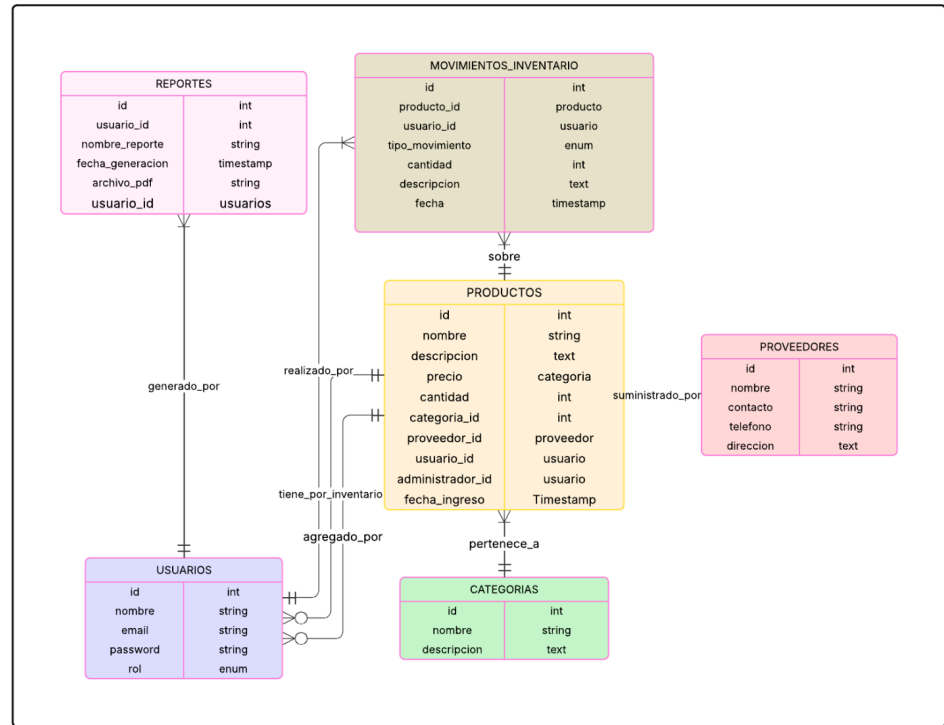 REPORTES
id int
usuario_id int
nombre_reporte string
fecha_generacion timestamp
archivo_pdf string
usuario_id usuarios
MOVIMIENTOS_INVENTARIO
id int
producto_id producto
usuario_id usuario
tipo_movimiento enum
cantidad int
descripcion text
fecha timestamp
sobre
PRODUCTOS
id int
nombre string
descripcion text
precio categoria
cantidad int
categoria_id int
proveedor_id proveedor
usuario_id usuario
administrador_id usuario
fecha_ingreso Timestamp
suministrado_por
PROVEEDORES
id int
nombre string
contacto string
telefono string
direccion text
generado_por
realizado_por
tiene_por_inventario
agregado_por
pertenece_a
USUARIOS
id int
nombre string
email string
password string
rol enum
CATEGORIAS
id int
nombre string
descripcion text